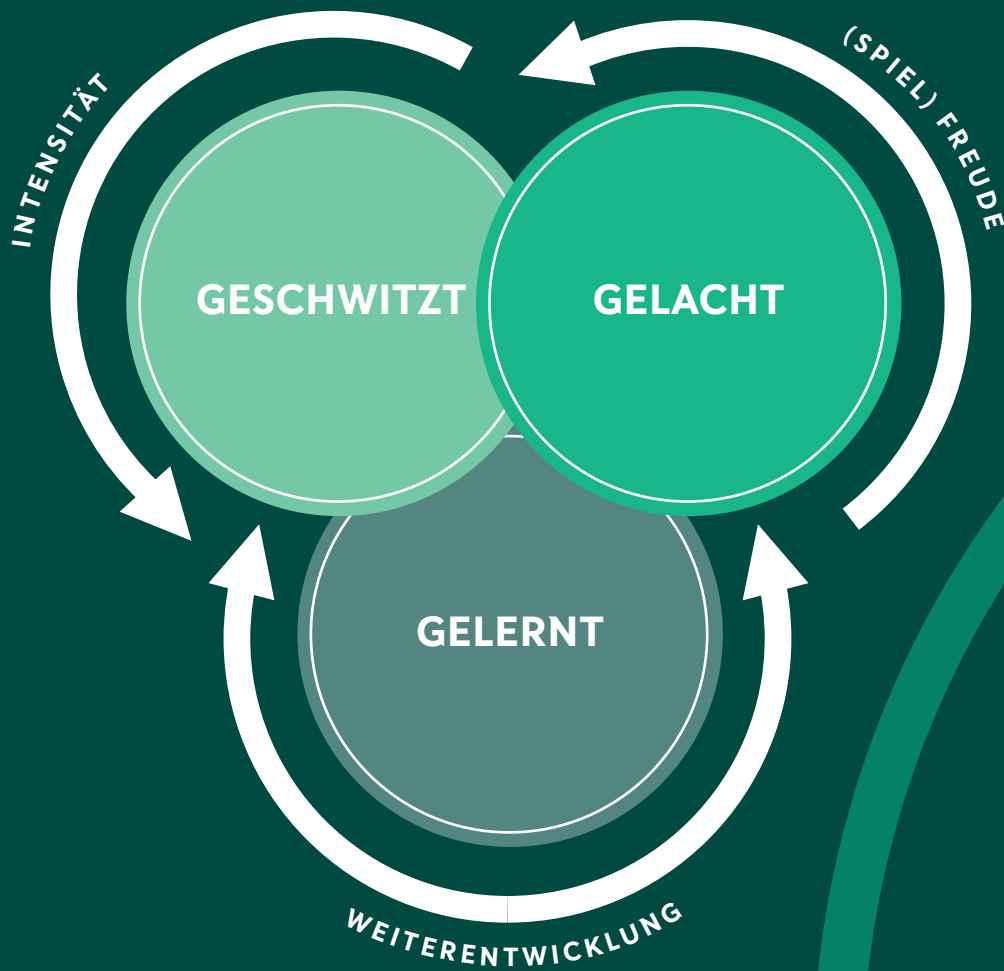 INTENSITÄT
(SPIEL) FREUDE
GESCHWITZT
GELACHT
GELERNT
WEITERENTWICKLUNG